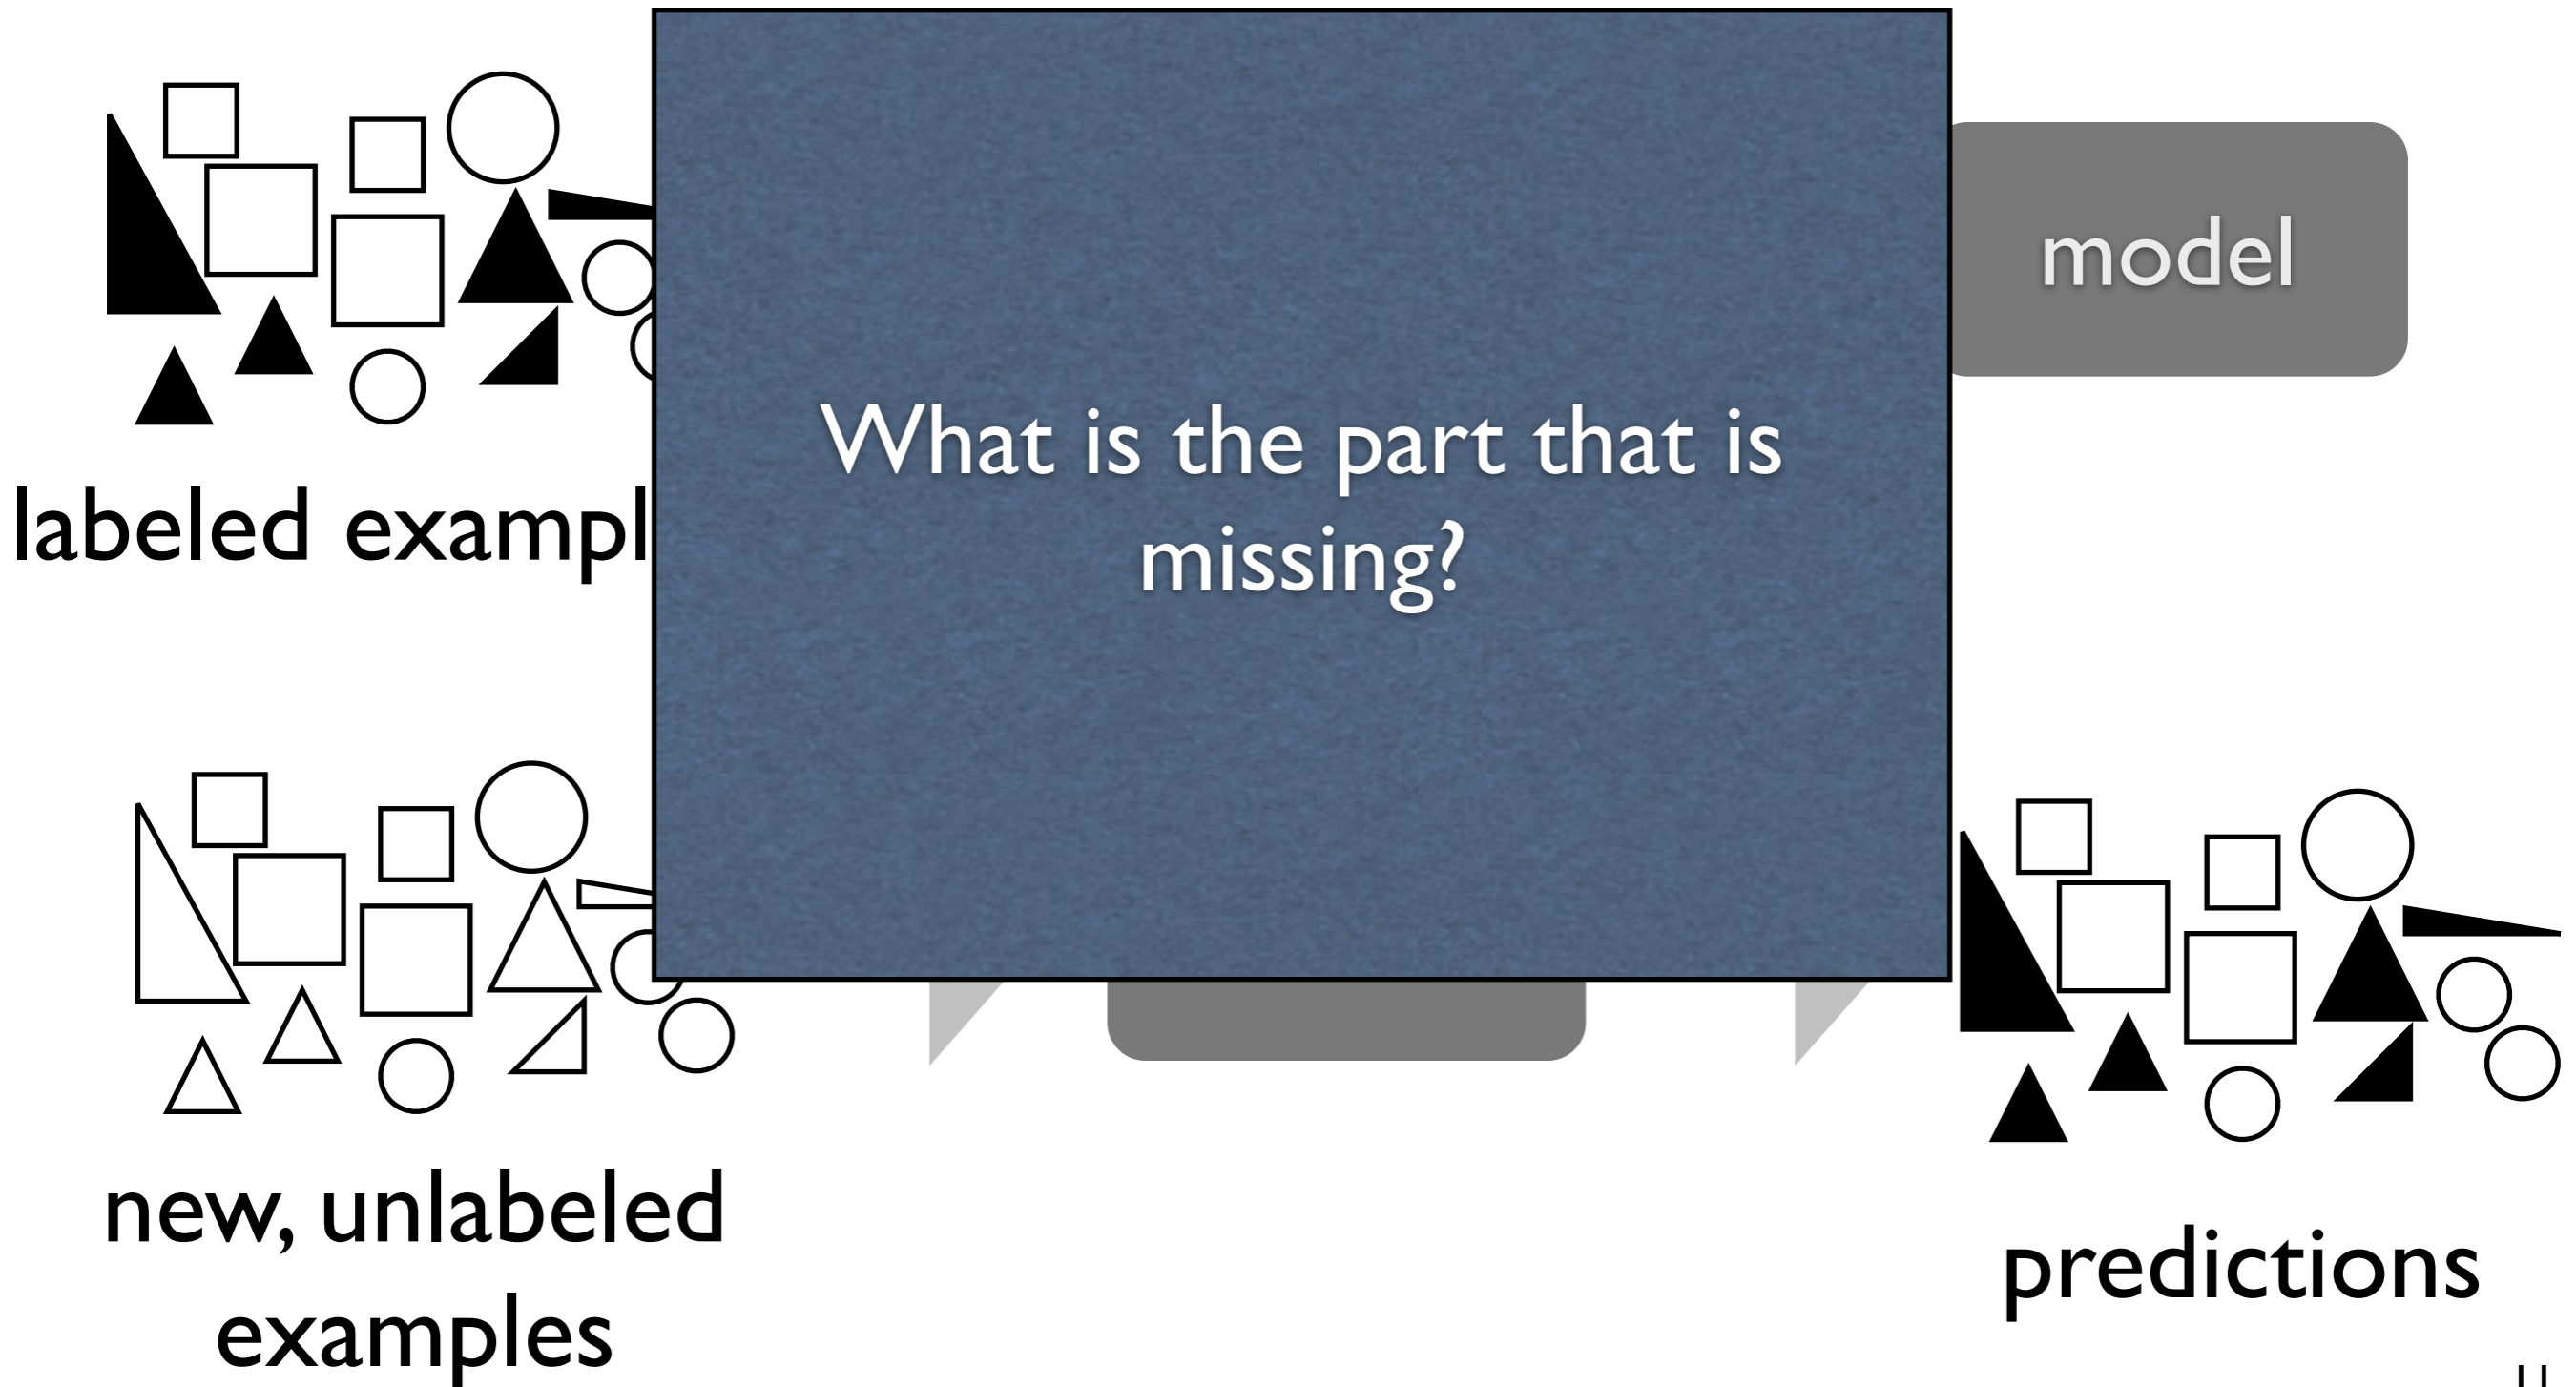 model
What is the part that is
missing?
labeled exampl
new, unlabeled
examples
predictions